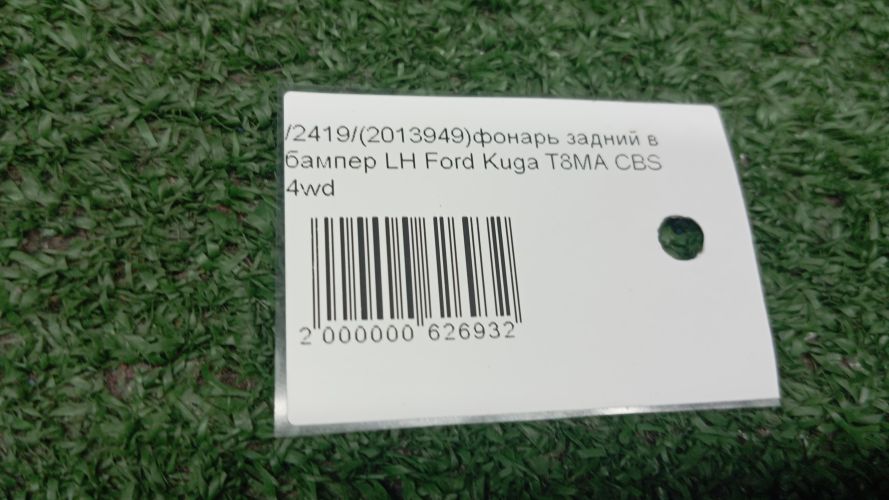 /2419/(2013949)фонарь задний в
бампер LH Ford Kuga T8MA CBS
4wd
2 000000 626932